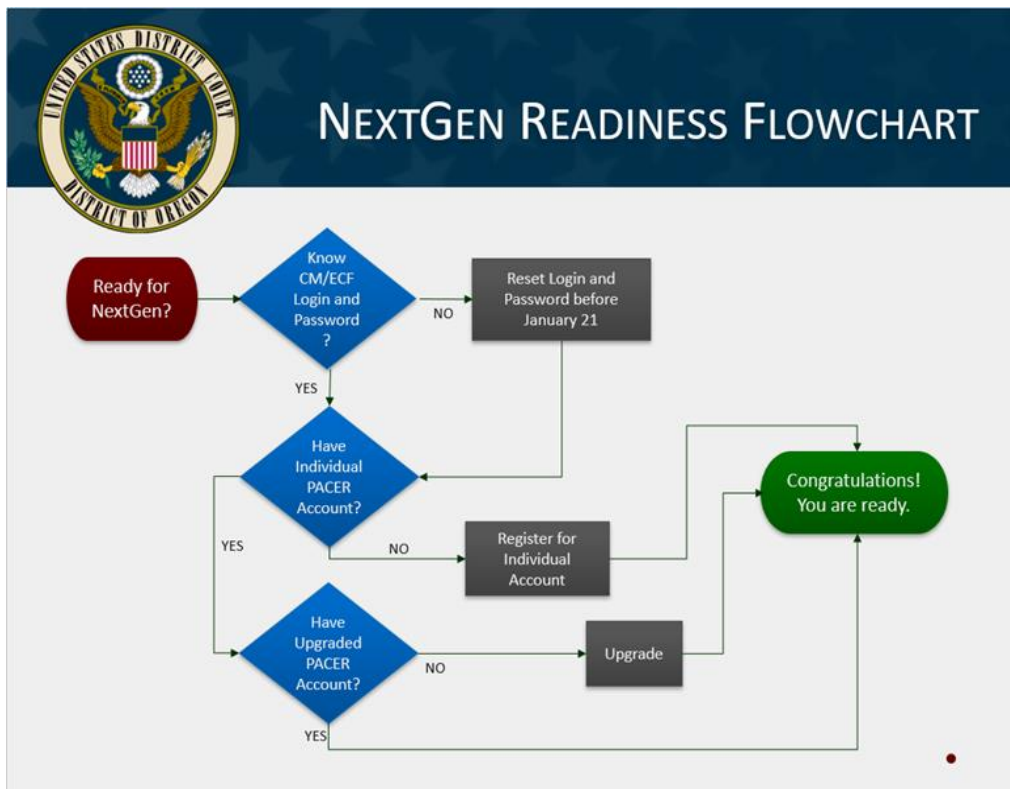 UNITED STATES DISTRICT COURT
DISTRICT OF OREGON
NEXTGEN READINESS FLOWCHART
Ready for
NextGen?
Know
CM/ECF
Login and
Password
?
NO
Reset Login and
Password before
January 21
YES
Have
Individual
PACER
Account?
Congratulations!
You are ready.
YES
NO
Register for
Individual
Account
Have
Upgraded
PACER
Account?
NO
Upgrade
YES